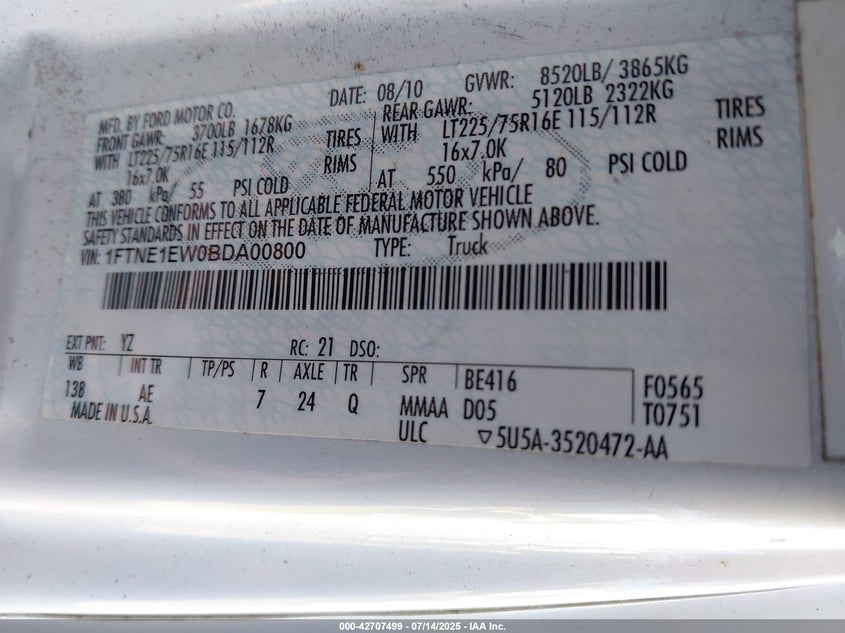 MFD. BY FORD MOTOR CO. DATE: 08/10 GVWR: 8520LB/ 3865KG
FRONT GAWR: 3700LB 1678KG REAR GAWR: 5120LB 2322KG
WITH LT225/75R16E 115/112R TIRES WITH LT225/75R16E 115/112R TIRES
16x7.0K RIMS 16x7.0K RIMS
AT 380 kPa/ 55 PSI COLD AT 550 kPa/ 80 PSI COLD
THIS VEHICLE CONFORMS TO ALL APPLICABLE FEDERAL MOTOR VEHICLE
SAFETY STANDARDS IN EFFECT ON THE DATE OF MANUFACTURE SHOWN ABOVE.
VIN: 1FTNE1EW0BDA00800 TYPE: Truck
EXT PNT: YZ RC: 21 DSO:
WB INT TR TP/PS R AXLE TR SPR BE416 F0565
138 AE 7 24 Q MMAA D05 T0751
MADE IN U.S.A. ULC ▽5U5A-3520472-AA
000-42707499 - 07/14/2025 - IAA Inc.